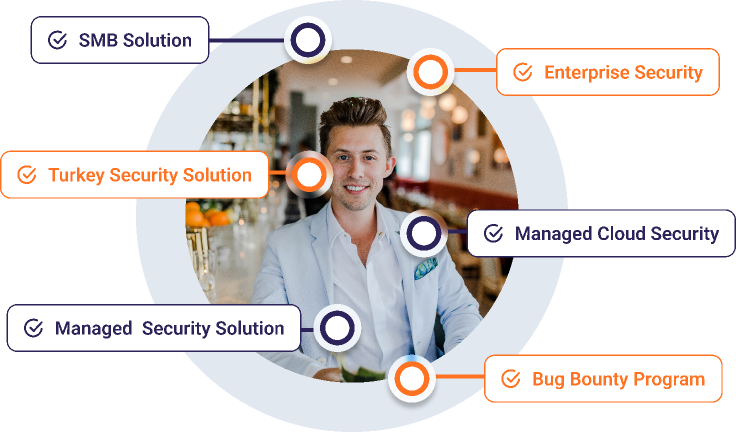 SMB Solution
Enterprise Security
Turkey Security Solution
Managed Cloud Security
Managed Security Solution
Bug Bounty Program